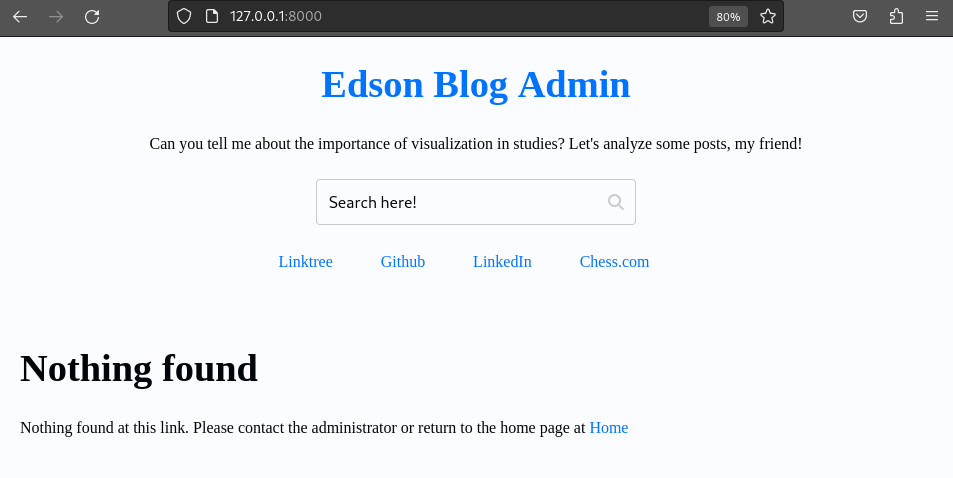 127.0.0.1:8000
80%
Edson Blog Admin
Can you tell me about the importance of visualization in studies? Let's analyze some posts, my friend!
Search here!
Linktree Github LinkedIn Chess.com
Nothing found
Nothing found at this link. Please contact the administrator or return to the home page at Home